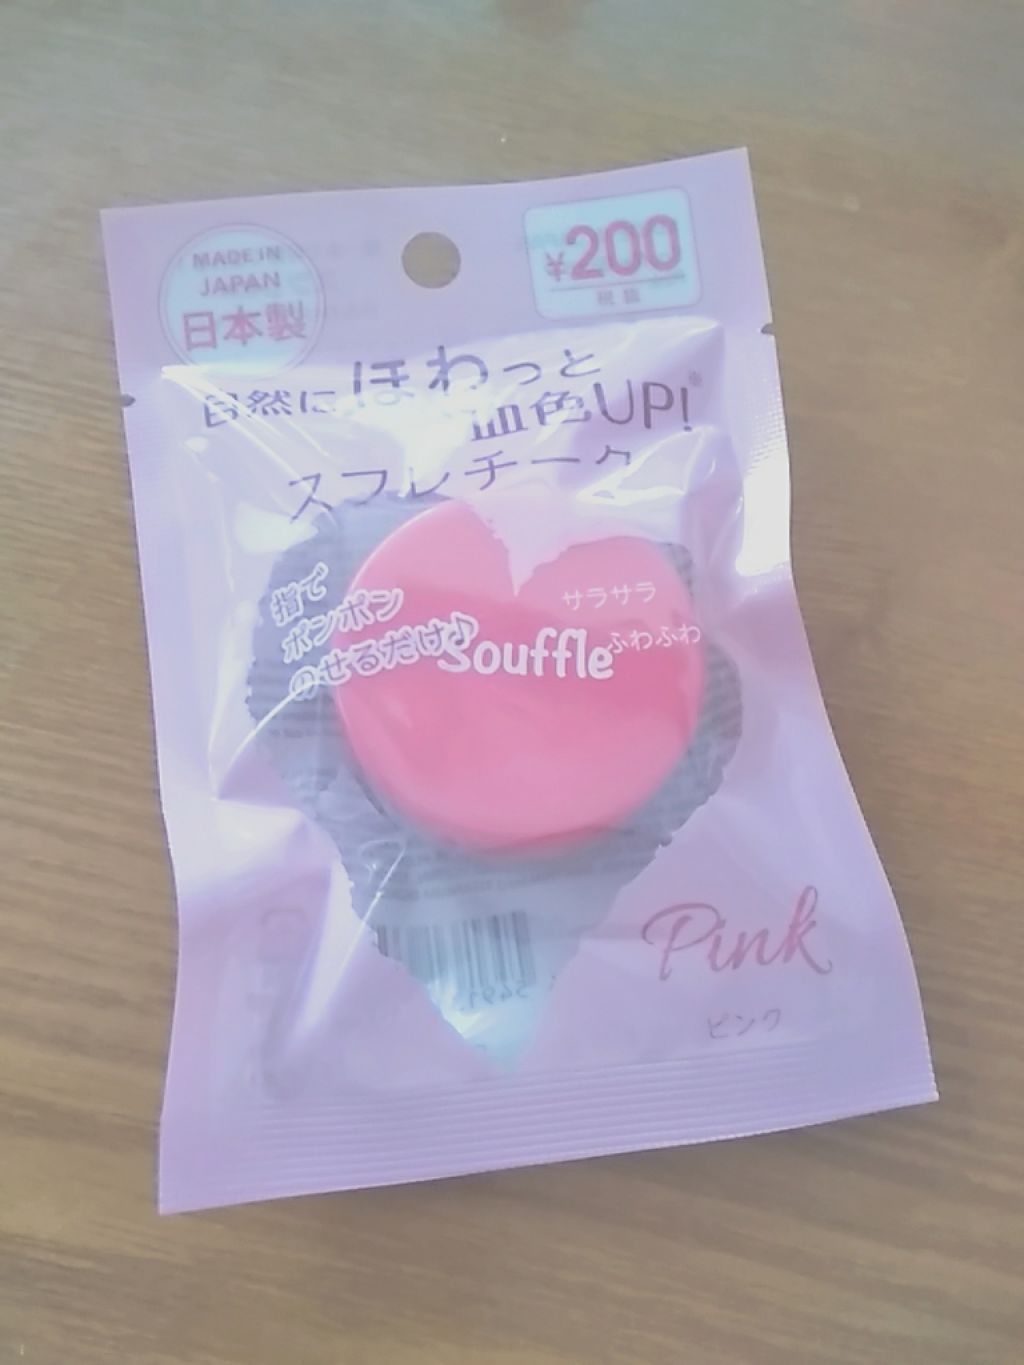 MADE IN
JAPAN
日本製
¥200
税抜
自然に ほわっと
血色UP!※
スフレチーク
指で
ポンポン
のせるだけ♪
サラサラ
Souffle
ふわふわ
Pink
ピンク